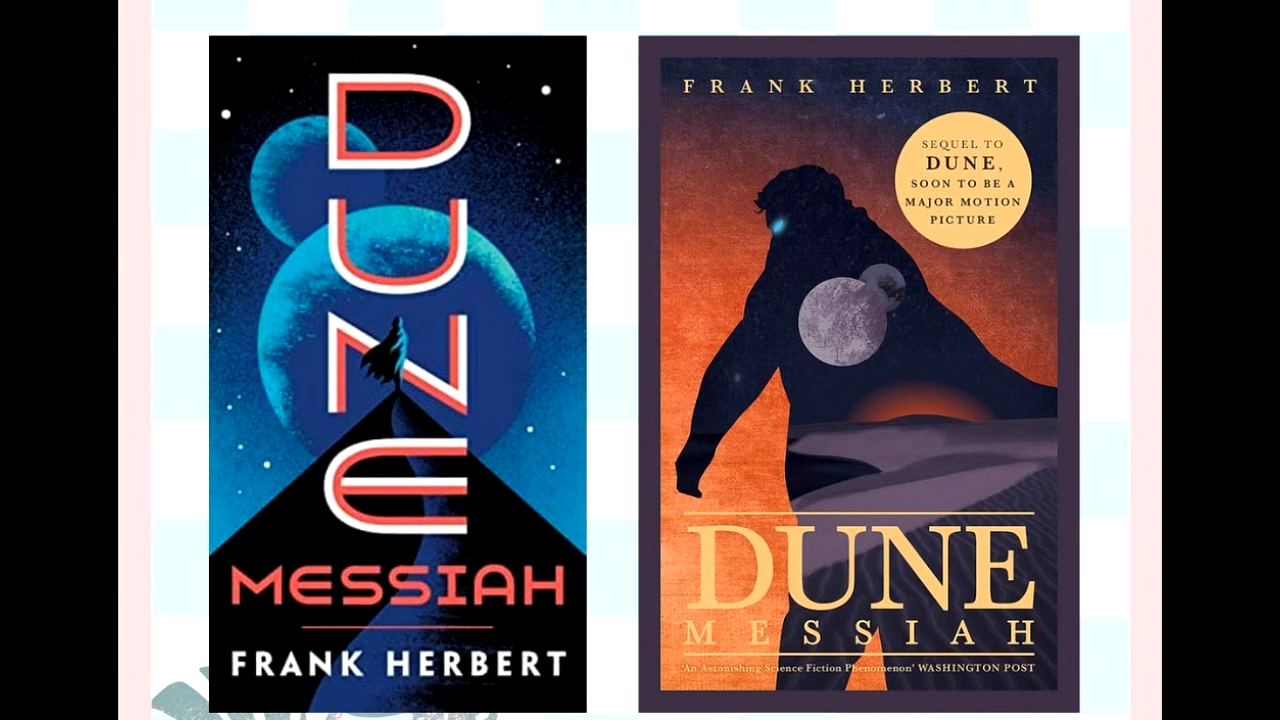 DUNE
MESSIAH
FRANK HERBERT
FRANK HERBERT
SEQUEL TO
DUNE,
SOON TO BE A
MAJOR MOTION
PICTURE
DUNE
MESSIAH
'An Astonishing Science Fiction Phenomenon' WASHINGTON POST